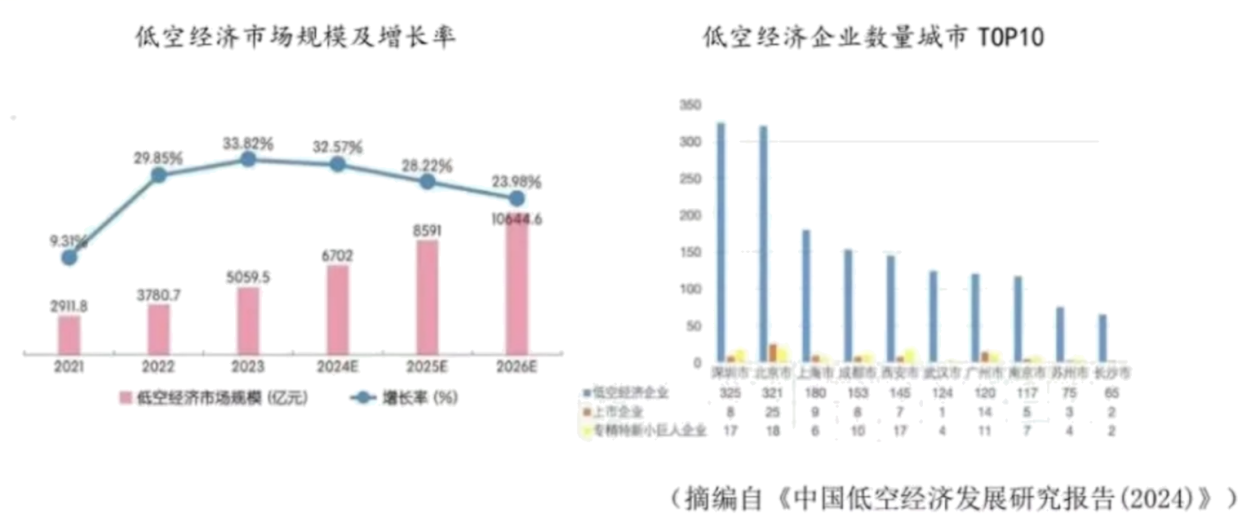 低空经济市场规模及增长率
33.82%
32.57%
29.85%
28.22%
23.98%
9.31%
10644.6
8591
6702
5059.5
3780.7
2911.8
2021 2022 2023 2024E 2025E 2026E
低空经济市场规模 (亿元) 增长率 (%)
低空经济企业数量城市 TOP10
350
300
250
200
150
100
50
0
深圳市 北京市 上海市 成都市 西安市 武汉市 广州市 南京市 苏州市 长沙市
低空经济企业 325 321 180 153 145 124 120 117 75 65
上市企业 8 25 9 8 7 1 14 5 3 2
专精特新小巨人企业 17 18 6 10 17 4 11 7 4 2
(摘编自《中国低空经济发展研究报告(2024)》)